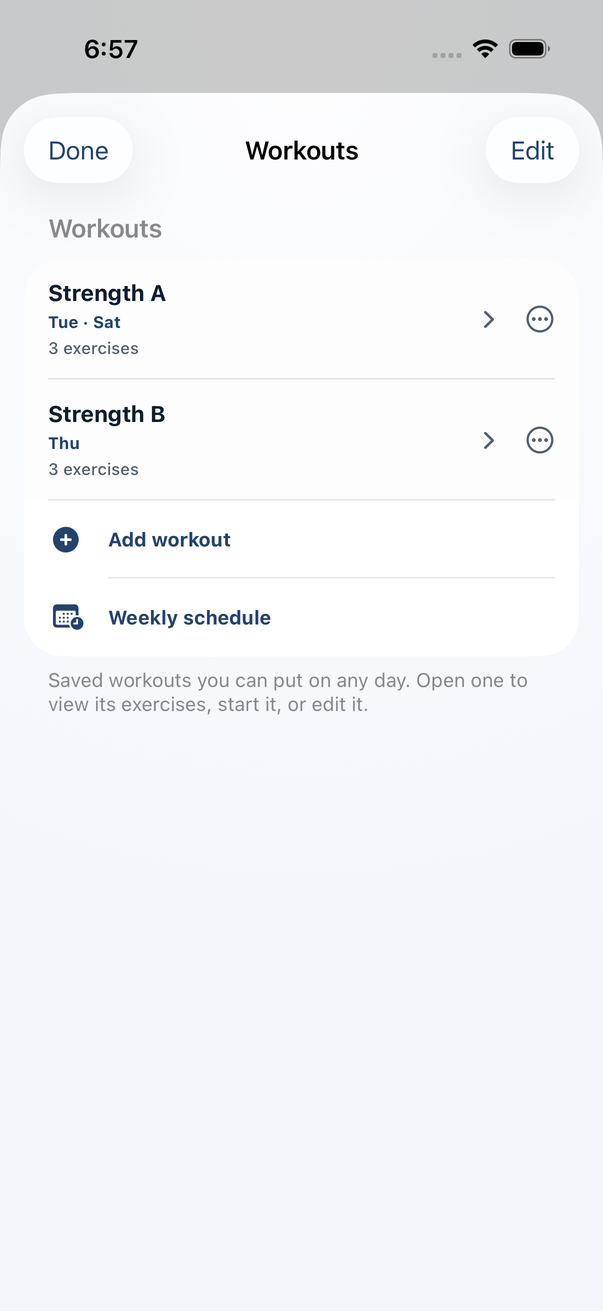 6:57
Done
Workouts
Edit
Workouts
Strength A
Tue · Sat
3 exercises
Strength B
Thu
3 exercises
Add workout
Weekly schedule
Saved workouts you can put on any day. Open one to
view its exercises, start it, or edit it.